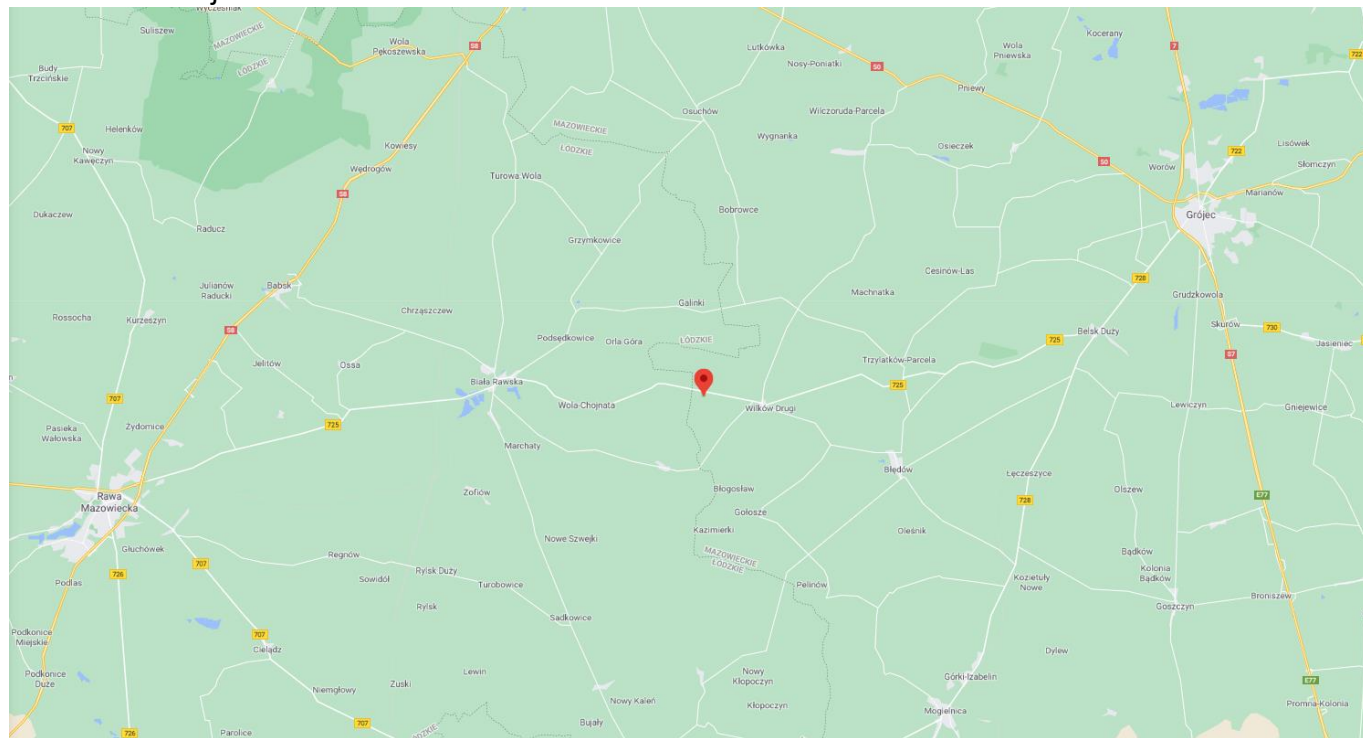 Wyczesniak
Suliszew
MAZOWIECKIE
ŁÓDZKIE
Wola
Pękoszewska
S8
Lutkówka
Nosy-Poniatki
50
Wola
Pniewska
Kocerany
7
722
Budy
Trzcińskie
Pniewy
Osuchów
Wilczoruda-Parcela
707
Helenków
MAZOWIECKIE
ŁÓDZKIE
Wygnanka
Osieczek
722
Lisówek
Nowy
Kawęczyn
Kowiesy
50
Worów
Słomczyn
Wędrogów
Turowa Wola
S8
Marianów
Dukaczew
Raducz
Bobrowce
Grójec
Grzymkowice
Cesinów-Las
728
Julianów
Raducki
Babsk
Machnatka
Grudzkowola
Galinki
Rossocha
Kurzeszyn
Chrząszczew
S8
Belsk Duży
Skurów
730
Podsędkowice
Orla Góra
ŁÓDZKIE
725
Jasieniec
S7
Jelitów
Ossa
Trzylatków-Parcela
Biała Rawska
725
707
Wola-Chojnata
Wilków Drugi
Lewiczyn
Gniejewice
Pasieka
Wałowska
Żydomice
725
Marchaty
Błędów
Łęczeszyce
Rawa
Mazowiecka
Zofiów
Błogosław
Olszew
E77
728
Gołosze
Kazimierki
Oleśnik
Nowe Szwejki
Głuchówek
Regnów
MAZOWIECKIE
ŁÓDZKIE
Bądków
707
Rylsk Duży
Kolonia
Bądków
726
Podlas
Sowidół
Turobowice
Pelinów
Kozietuły
Nowe
Broniszew
Rylsk
Goszczyn
Sadkowice
Podkonice
Miejskie
707
Cielądz
Dylew
Podkonice
Duże
Lewin
Nowy
Kłopoczyn
Górki-Izabelin
E77
Niemgłowy
Zuski
Nowy Kaleń
Kłopoczyn
Mogielnica
Promna-Kolonia
707
Bujały
726
Parolice
ŁÓDZKIE